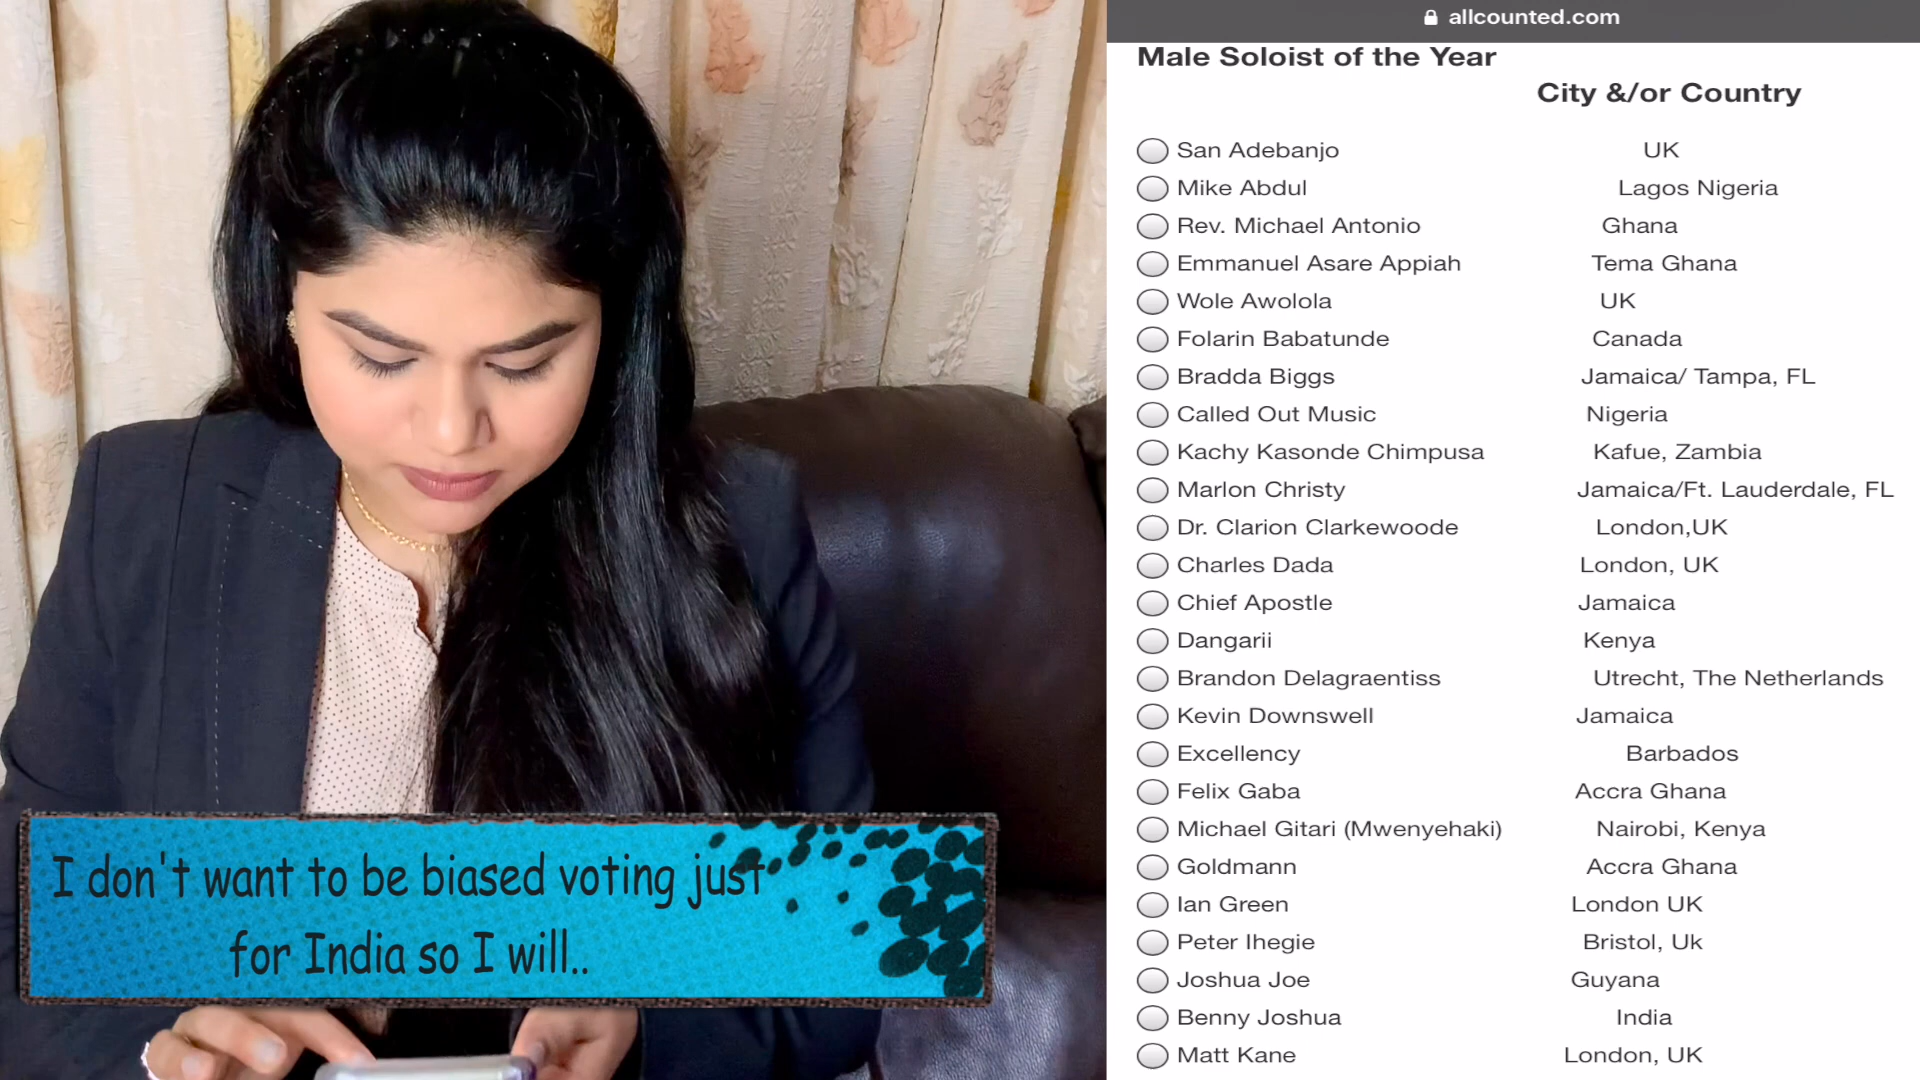 allcounted.com
Male Soloist of the Year
City &/or Country
San Adebanjo UK
Mike Abdul Lagos Nigeria
Rev. Michael Antonio Ghana
Emmanuel Asare Appiah Tema Ghana
Wole Awolola UK
Folarin Babatunde Canada
Bradda Biggs Jamaica/ Tampa, FL
Called Out Music Nigeria
Kachy Kasonde Chimpusa Kafue, Zambia
Marlon Christy Jamaica/Ft. Lauderdale, FL
Dr. Clarion Clarkewoode London,UK
Charles Dada London, UK
Chief Apostle Jamaica
Dangarii Kenya
Brandon Delagraentiss Utrecht, The Netherlands
Kevin Downswell Jamaica
Excellency Barbados
Felix Gaba Accra Ghana
Michael Gitari (Mwenyehaki) Nairobi, Kenya
Goldmann Accra Ghana
Ian Green London UK
Peter Ihegie Bristol, Uk
Joshua Joe Guyana
Benny Joshua India
Matt Kane London, UK
I don't want to be biased voting just
for India so I will..